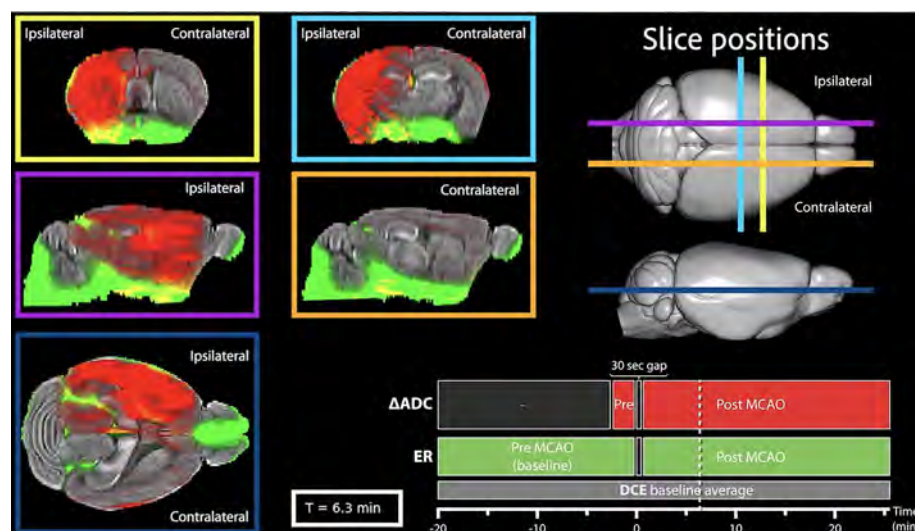 Ipsilateral Contralateral
Ipsilateral Contralateral
Slice positions
Ipsilateral
Contralateral
Ipsilateral
Contralateral
Ipsilateral
Contralateral
30 sec gap
ΔADC - Pre Post MCAO
ER Pre MCAO
(baseline) Post MCAO
DCE baseline average
T = 6.3 min
-20 -10 0 10 20 Time
(min